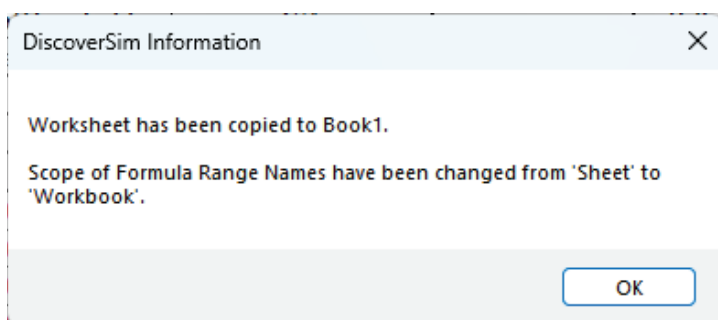 DiscoverSim Information
Worksheet has been copied to Book1.
Scope of Formula Range Names have been changed from 'Sheet' to
'Workbook'.
OK